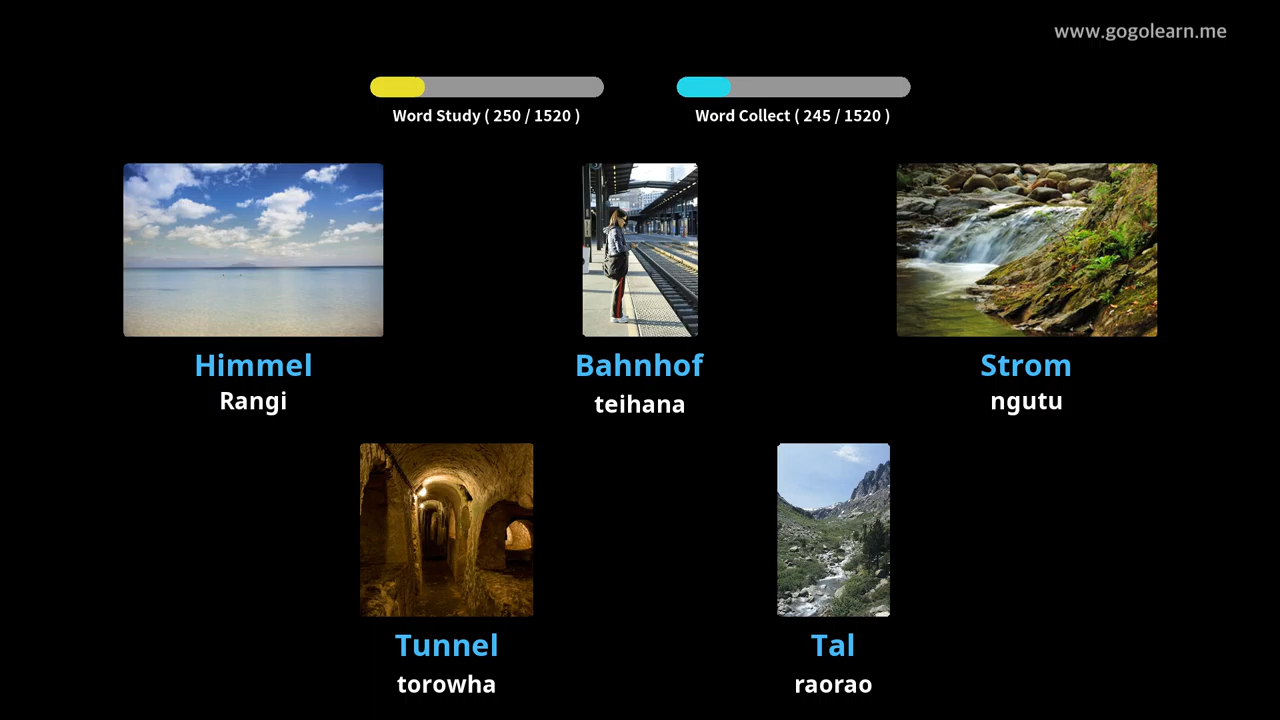 www.gogolearn.me
Word Study ( 250 / 1520 )
Word Collect ( 245 / 1520 )
Himmel
Rangi
Bahnhof
teihana
Strom
ngutu
Tunnel
torowha
Tal
raorao